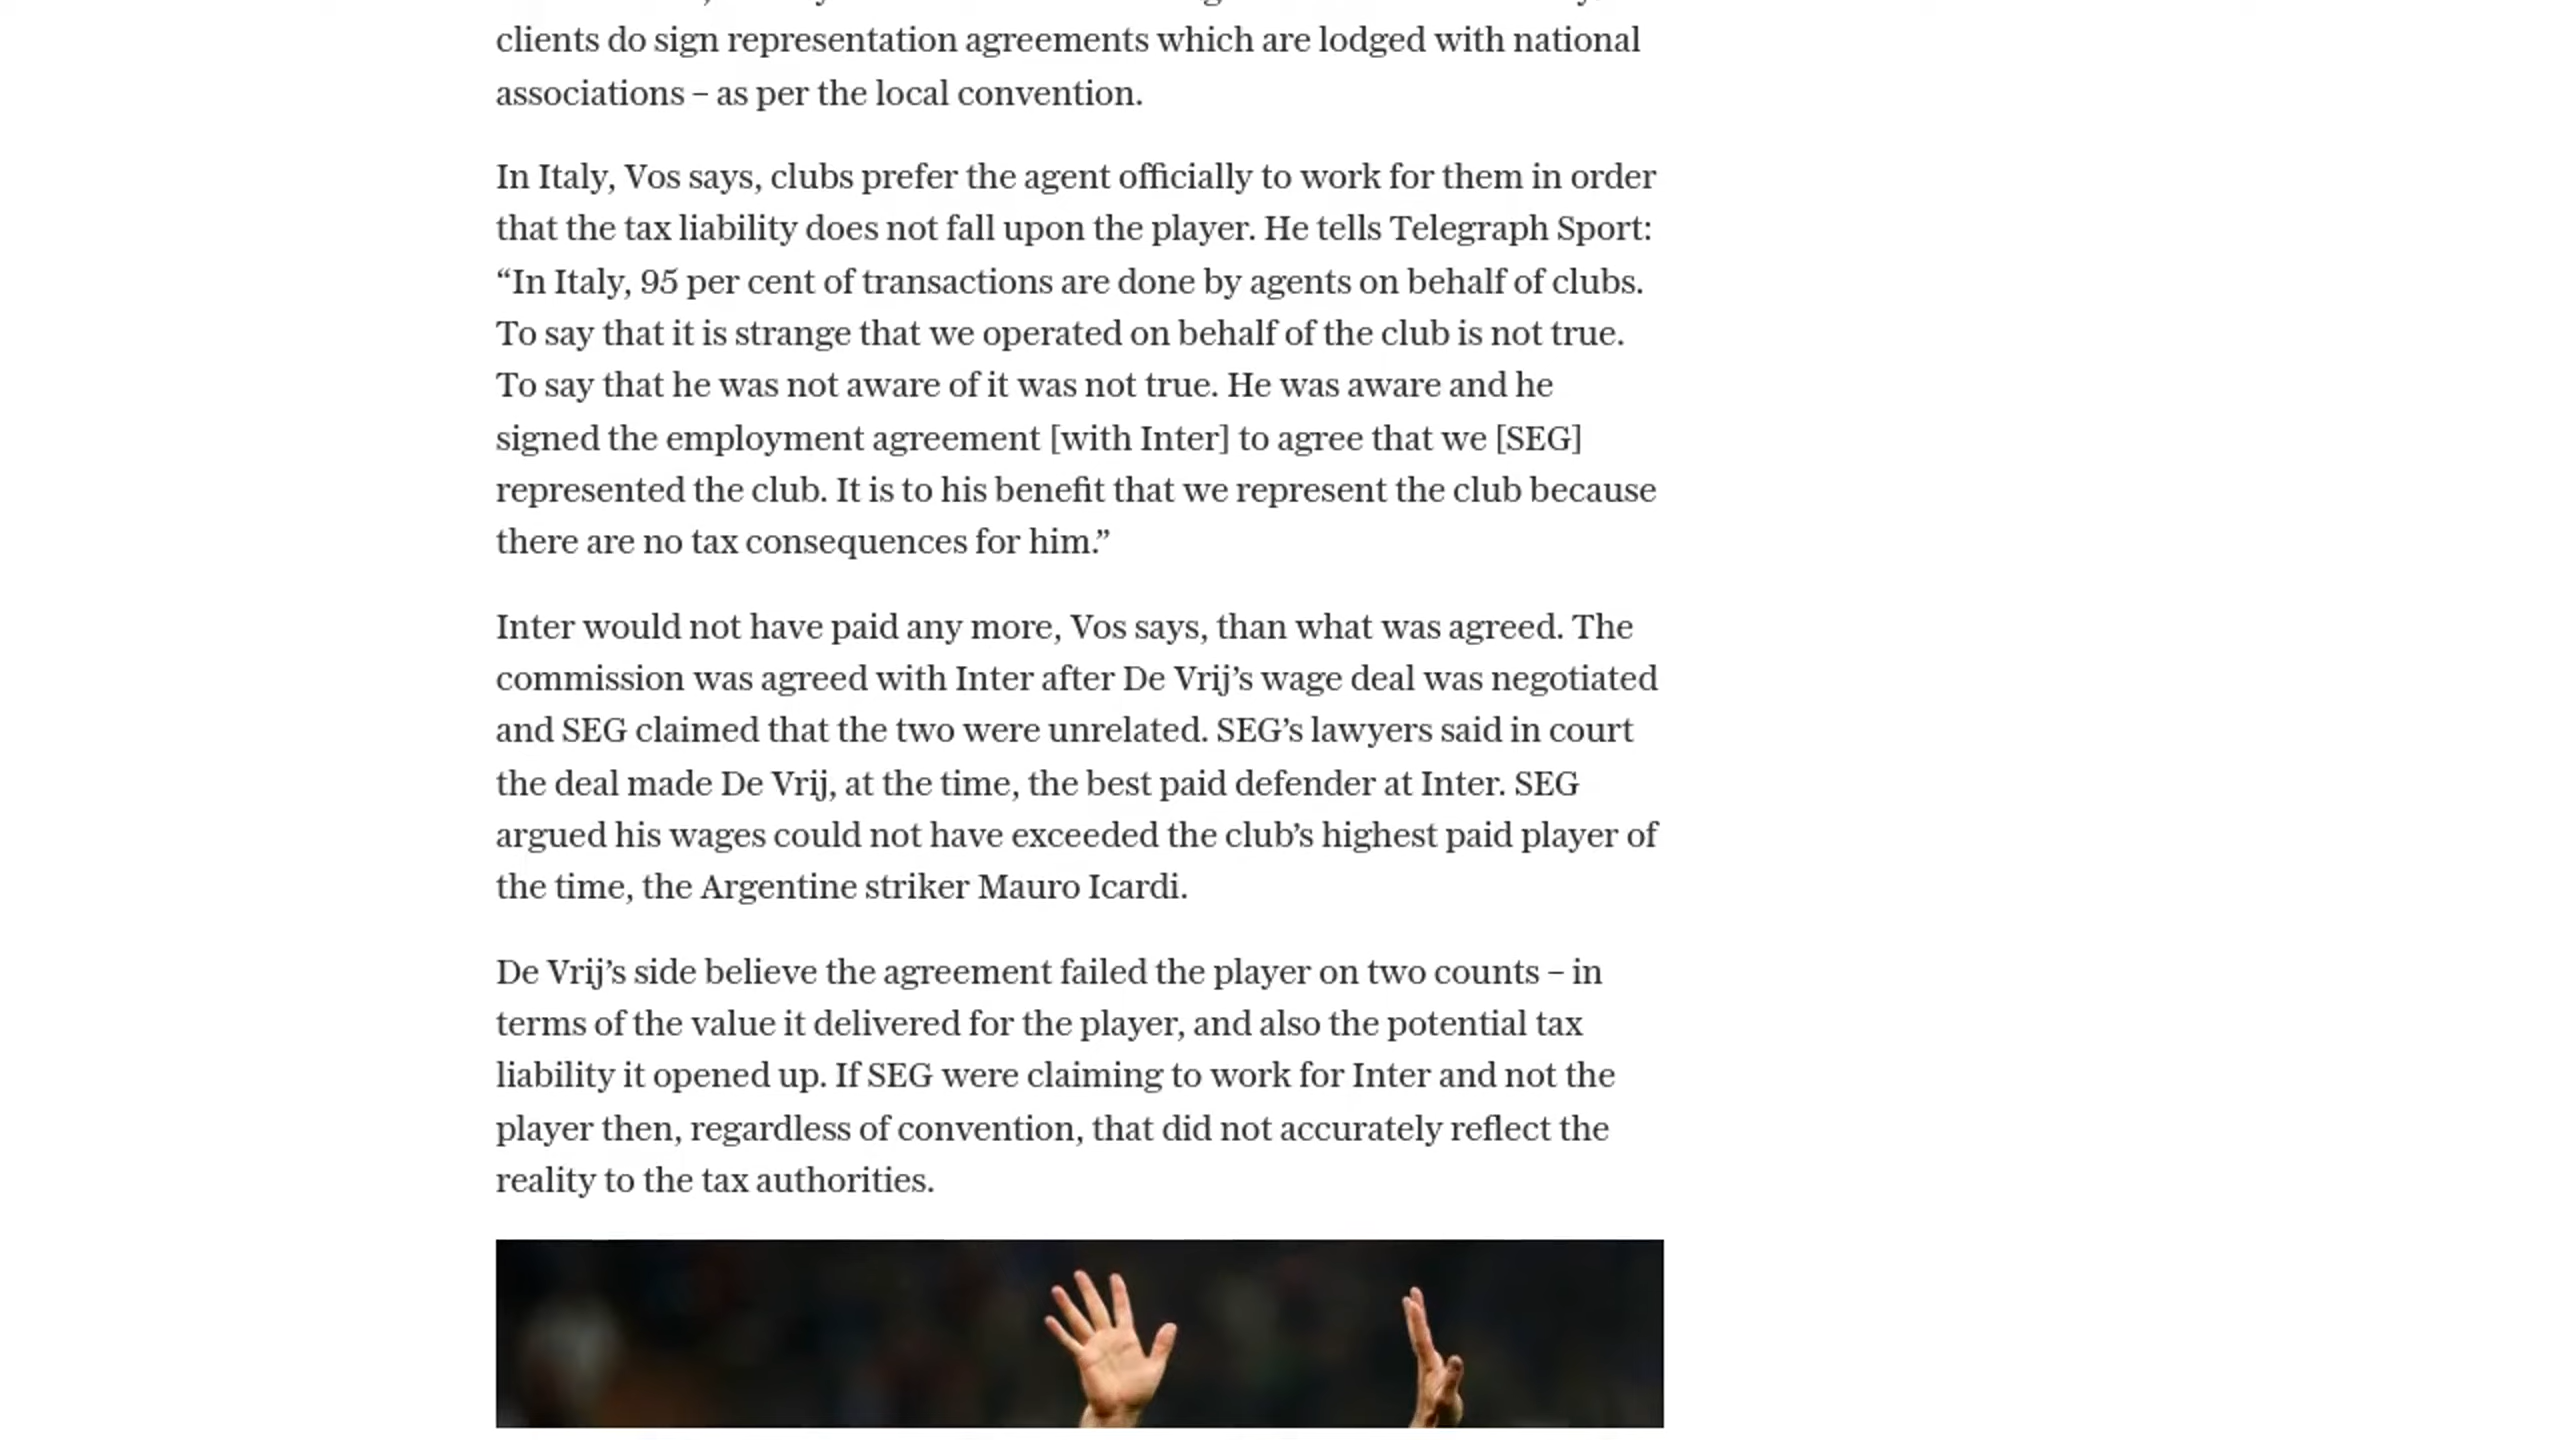 clients do sign representation agreements which are lodged with national
associations – as per the local convention.
In Italy, Vos says, clubs prefer the agent officially to work for them in order
that the tax liability does not fall upon the player. He tells Telegraph Sport:
“In Italy, 95 per cent of transactions are done by agents on behalf of clubs.
To say that it is strange that we operated on behalf of the club is not true.
To say that he was not aware of it was not true. He was aware and he
signed the employment agreement [with Inter] to agree that we [SEG]
represented the club. It is to his benefit that we represent the club because
there are no tax consequences for him.”
Inter would not have paid any more, Vos says, than what was agreed. The
commission was agreed with Inter after De Vrij’s wage deal was negotiated
and SEG claimed that the two were unrelated. SEG’s lawyers said in court
the deal made De Vrij, at the time, the best paid defender at Inter. SEG
argued his wages could not have exceeded the club’s highest paid player of
the time, the Argentine striker Mauro Icardi.
De Vrij’s side believe the agreement failed the player on two counts – in
terms of the value it delivered for the player, and also the potential tax
liability it opened up. If SEG were claiming to work for Inter and not the
player then, regardless of convention, that did not accurately reflect the
reality to the tax authorities.